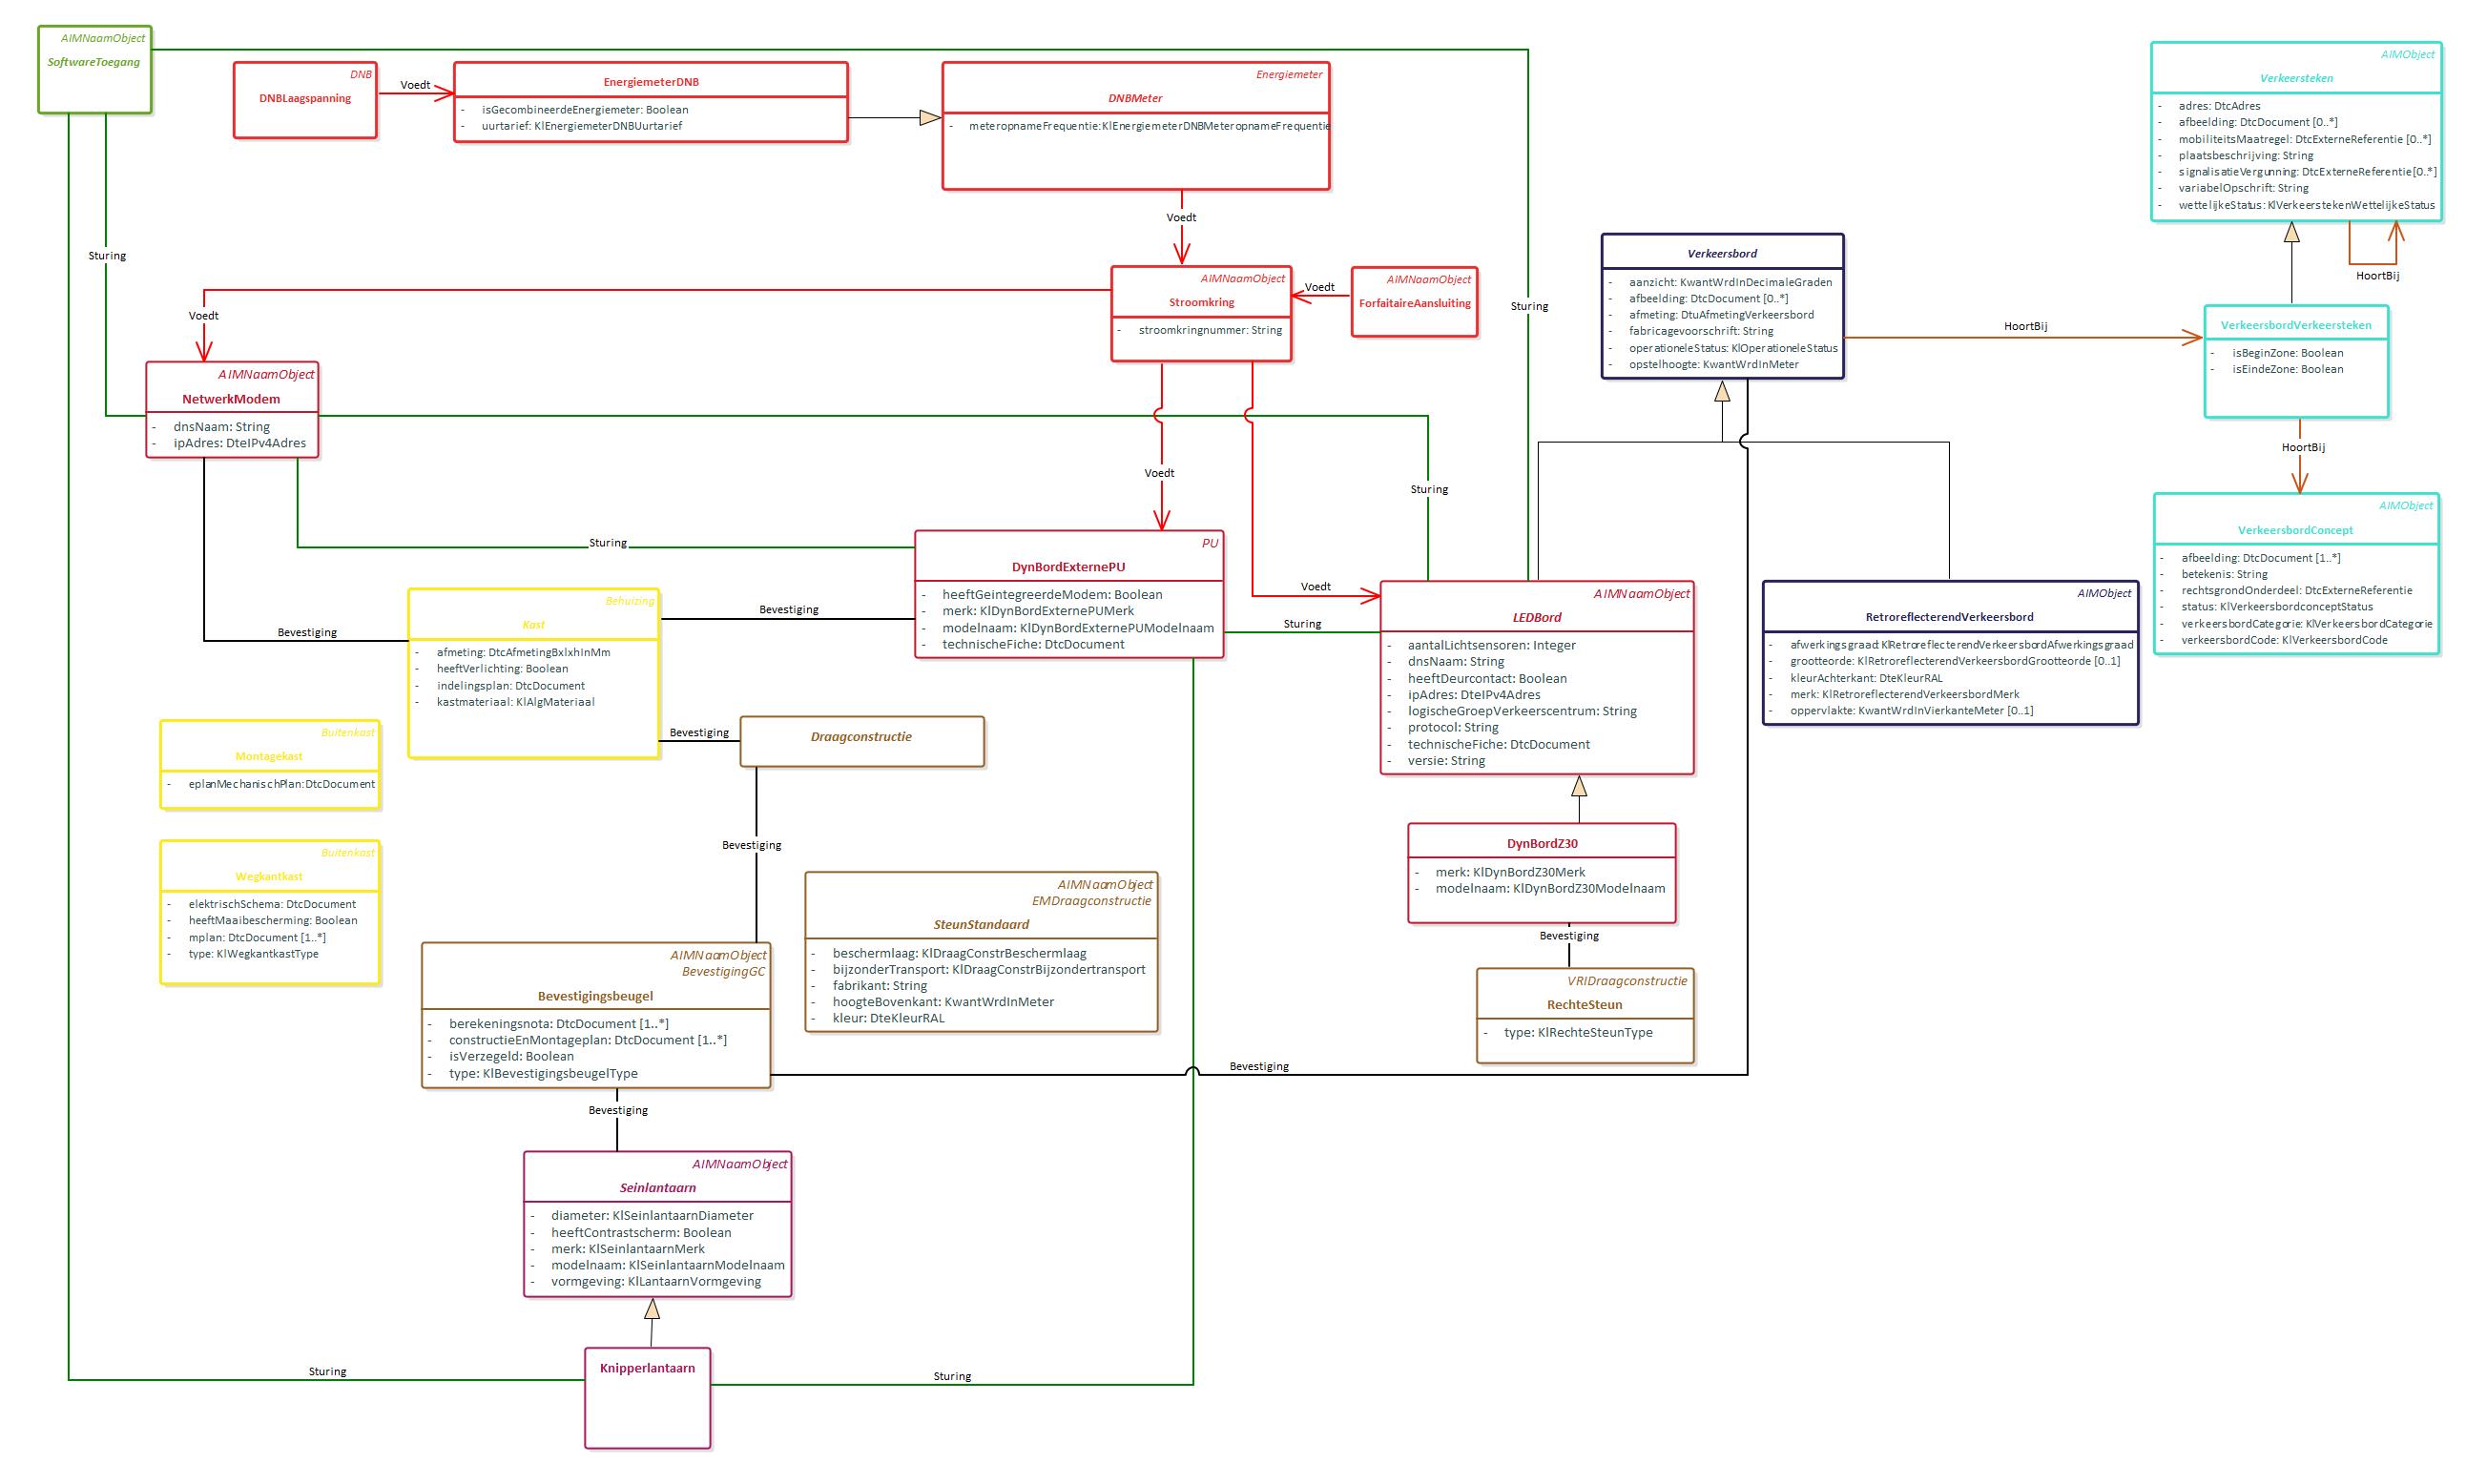 AIMNaamObject
SoftwareToegang
DNB
DNBLaagspanning
Voedt
EnergiemeterDNB
- isGecombineerdeEnergiemeter: Boolean
- uurtarief: KlEnergiemeterDNBUurtarief
Energiemeter
DNBMeter
- meteropnameFrequentie:KlEnergiemeterDNBMeteropnameFrequentie
AIMObject
Verkeersteken
- adres: DtcAdres
- afbeelding: DtcDocument [0..*]
- mobiliteitsMaatregel: DtcExterneReferentie [0..*]
- plaatsbeschrijving: String
- signalisatieVergunning: DtcExterneReferentie[0..*]
- variabelOpschrift: String
- wettelijkeStatus: KlVerkeerstekenWettelijkeStatus
HoortBij
Voedt
Sturing
Sturing
AIMNaamObject
Stroomkring
- stroomkringnummer: String
Voedt
AIMNaamObject
ForfaitaireAansluiting
Verkeersbord
- aanzicht: KwantWrdInDecimaleGraden
- afbeelding: DtcDocument [0..*]
- afmeting: DtuAfmetingVerkeersbord
- fabricagevoorschrift: String
- operationeleStatus: KlOperationeleStatus
- opstelhoogte: KwantWrdInMeter
HoortBij
VerkeersbordVerkeersteken
- isBeginZone: Boolean
- isEindeZone: Boolean
HoortBij
Voedt
AIMNaamObject
NetwerkModem
- dnsNaam: String
- ipAdres: DteIPv4Adres
Voedt
Sturing
AIMObject
VerkeersbordConcept
- afbeelding: DtcDocument [1..*]
- betekenis: String
- rechtsgrondOnderdeel: DtcExterneReferentie
- status: KlVerkeersbordconceptStatus
- verkeersbordCategorie: KlVerkeersbordCategorie
- verkeersbordCode: KlVerkeersbordCode
Sturing
PU
DynBordExternePU
- heeftGeintegreerdeModem: Boolean
- merk: KlDynBordExternePUMerk
- modelnaam: KlDynBordExternePUModelnaam
- technischeFiche: DtcDocument
Voedt
Sturing
AIMNaamObject
LEDBord
- aantalLichtsensoren: Integer
- dnsNaam: String
- heeftDeurcontact: Boolean
- ipAdres: DteIPv4Adres
- logischeGroepVerkeerscentrum: String
- protocol: String
- technischeFiche: DtcDocument
- versie: String
AIMObject
RetroreflecterendVerkeersbord
- afwerkingsgraad:KlRetroreflecterendVerkeersbordAfwerkingsgraad
- grootteorde: KlRetroreflecterendVerkeersbordGrootteorde [0..1]
- kleurAchterkant: DteKleurRAL
- merk: KlRetroreflecterendVerkeersbordMerk
- oppervlakte: KwantWrdInVierkanteMeter [0..1]
Bevestiging
Behuizing
Kast
- afmeting: DtcAfmetingBxlxhInMm
- heeftVerlichting: Boolean
- indelingsplan: DtcDocument
- kastmateriaal: KlAlgMateriaal
Bevestiging
Bevestiging
Draagconstructie
Buitenkast
Montagekast
- eplanMechanischPlan:DtcDocument
Bevestiging
Buitenkast
Wegkantkast
- elektrischSchema: DtcDocument
- heeftMaaibescherming: Boolean
- mplan: DtcDocument [1..*]
- type: KlWegkantkastType
DynBordZ30
- merk: KlDynBordZ30Merk
- modelnaam: KlDynBordZ30Modelnaam
Bevestiging
AIMNaamObject
EMDraagconstructie
SteunStandaard
- beschermlaag: KlDraagConstrBeschermlaag
- bijzonderTransport: KlDraagConstrBijzondertransport
- fabrikant: String
- hoogteBovenkant: KwantWrdInMeter
- kleur: DteKleurRAL
VRIDraagconstructie
RechteSteun
- type: KlRechteSteunType
AIMNaamObject
BevestigingGC
Bevestigingsbeugel
- berekeningsnota: DtcDocument [1..*]
- constructieEnMontageplan: DtcDocument [1..*]
- isVerzegeld: Boolean
- type: KlBevestigingsbeugelType
Bevestiging
Bevestiging
AIMNaamObject
Seinlantaarn
- diameter: KlSeinlantaarnDiameter
- heeftContrastscherm: Boolean
- merk: KlSeinlantaarnMerk
- modelnaam: KlSeinlantaarnModelnaam
- vormgeving: KlLantaarnVormgeving
Sturing
Knipperlantaarn
Sturing